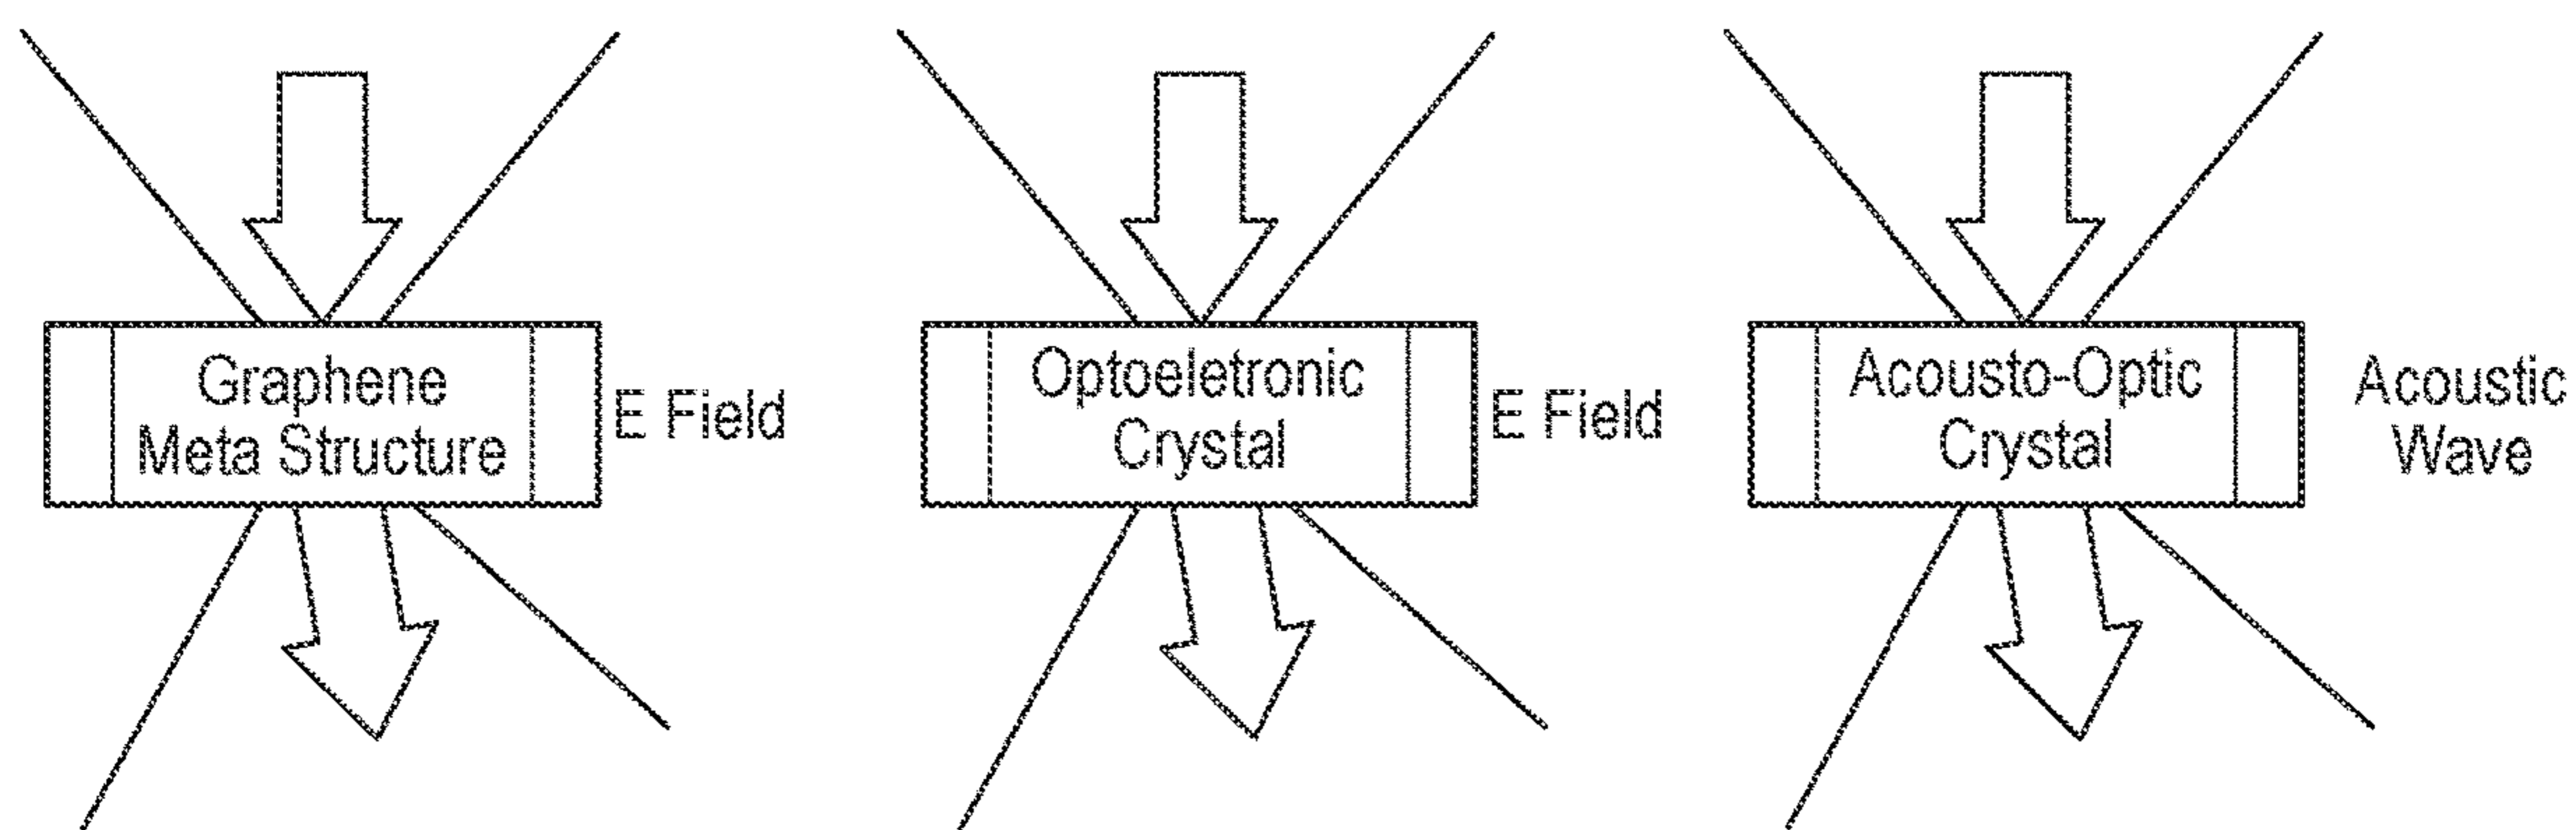 Graphene
Meta Structure
E Field
Optoeletronic
Crystal
E Field
Acousto-Optic
Crystal
Acoustic
Wave